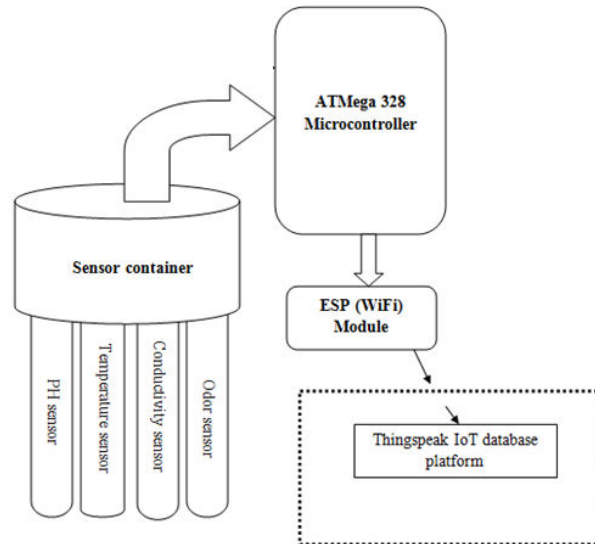 ATMega 328
Microcontroller
Sensor container
ESP (WiFi)
Module
PH sensor
Temperature sensor
Conductivity sensor
Odor sensor
Thingspeak IoT database
platform